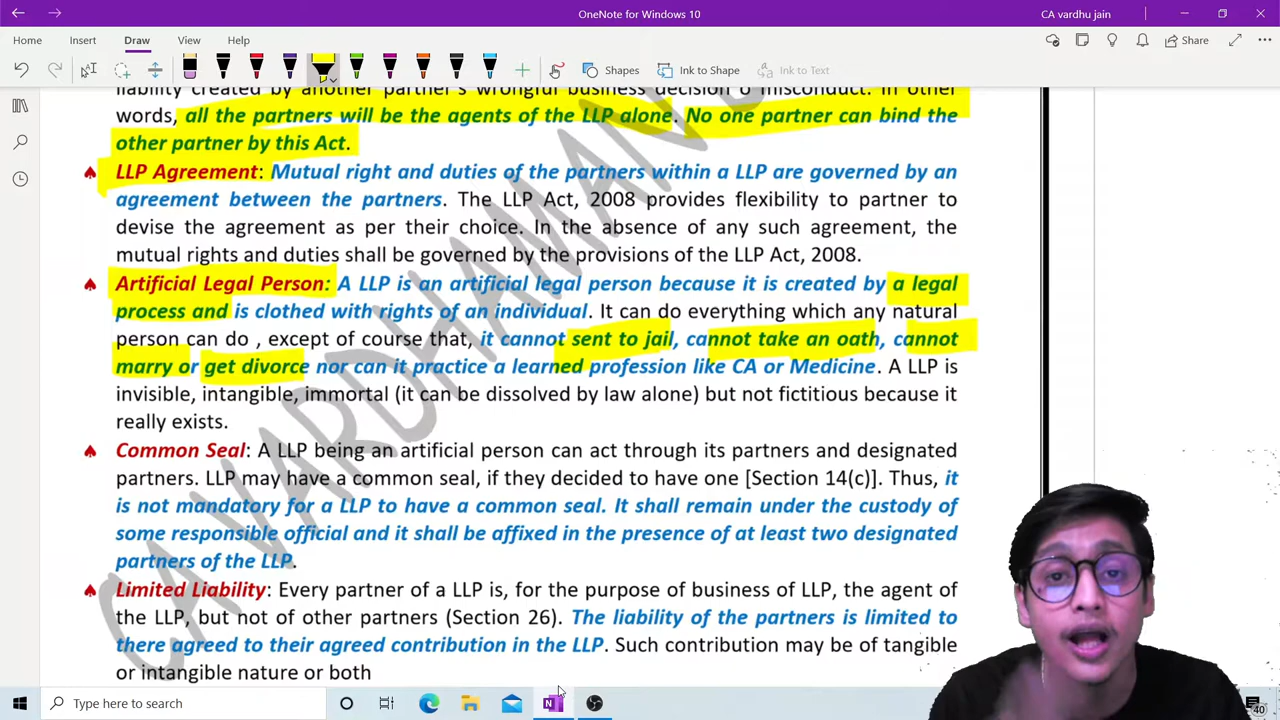 OneNote for Windows 10
CA vardhu jain
Home Insert Draw View Help
Share
Shapes Ink to Shape Ink to Text
liability created by another partner's wrongful business decision o misconduct. In other
words, all the partners will be the agents of the LLP alone. No one partner can bind the
other partner by this Act.
LLP Agreement: Mutual right and duties of the partners within a LLP are governed by an
agreement between the partners. The LLP Act, 2008 provides flexibility to partner to
devise the agreement as per their choice. In the absence of any such agreement, the
mutual rights and duties shall be governed by the provisions of the LLP Act, 2008.
Artificial Legal Person: A LLP is an artificial legal person because it is created by a legal
process and is clothed with rights of an individual. It can do everything which any natural
person can do , except of course that, it cannot sent to jail, cannot take an oath, cannot
marry or get divorce nor can it practice a learned profession like CA or Medicine. A LLP is
invisible, intangible, immortal (it can be dissolved by law alone) but not fictitious because it
really exists.
Common Seal: A LLP being an artificial person can act through its partners and designated
partners. LLP may have a common seal, if they decided to have one [Section 14(c)]. Thus, it
is not mandatory for a LLP to have a common seal. It shall remain under the custody of
some responsible official and it shall be affixed in the presence of at least two designated
partners of the LLP.
Limited Liability: Every partner of a LLP is, for the purpose of business of LLP, the agent of
the LLP, but not of other partners (Section 26). The liability of the partners is limited to
there agreed to their agreed contribution in the LLP. Such contribution may be of tangible
or intangible nature or both
CA VARDHAMAN
Type here to search
40